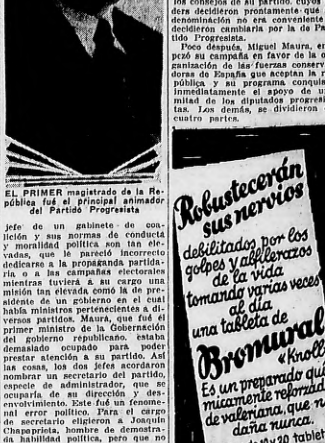 EL PRIMER magistrado de la Re-
pública fué el principal animador
del Partido Progresista
jefe de un gabinete de coa-
lición y sus normas de conducta
y moralidad política son tan ele-
vadas, que le pareció incorrecto
dedicarse a la propaganda partida-
ria o a las campañas electorales
mientras tuviera a su cargo una
misión tan elevada como la de pre-
sidente de un gobierno en el cual
había ministros pertenecientes a di-
versos partidos. Maura, que fué el
primer ministro de la Gobernación
del gobierno republicano, estaba
demasiado ocupado para poder
prestar atención a su partido. Así
las cosas, los dos jefes acordaron
nombrar un secretario del partido,
especie de administrador, que se
ocuparía de su dirección y des-
envolvimiento. Este fué un fenome-
nal error político. Para el cargo
de secretario eligieron a Joaquín
Chapaprieta, hombre de demostra-
da habilidad política, pero que no
los consejos de su partido, cuyos
ders decidieron prontamente que
denominación no era conveniente
decidieron cambiarla por la de Pa
tido Progresista.
Poco después, Miguel Maura, em
pezó su campaña en favor de la o
ganización de las fuerzas conserv
doras de España que aceptan la r
pública y su programa conquis
inmediatamente el apoyo de u
mitad de los diputados progresi
tas. Los demás, se dividieron
cuatro partes.
Robustecerán
sus nervios
debilitados por los
golpes y alfilerazos
de la vida
tomando varias veces
al día
una tableta de
Bromural
«Knoll
Es un preparado qui
micamente reforzad
de valeriana, que n
daña nunca.
20 tablet